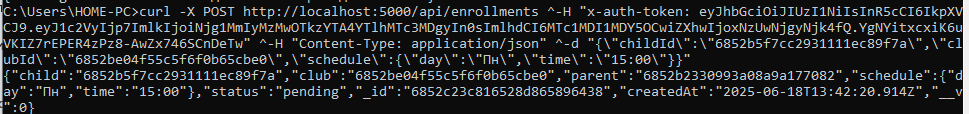 C:\Users\HOME-PC>curl -X POST http://localhost:5000/api/enrollments ^-H "x-auth-token: eyJhbGciOiJIUzI1NiIsInR5cCI6IkpXV
CJ9.eyJ1c2VyIjp7ImlkIjoiNjg1MmIyMzMwOTkzYTA4YTlhMTc3MDgyIn0sImlhdCI6MTc1MDI1MDY5OCwiZXhwIjoxNzUwNjgyNjk4fQ.YgNYitxcxiK6u
VKIZ7rEPER4zPz8-AwZx746SCnDeTw" ^-H "Content-Type: application/json" ^-d "{\"childId\":\"6852b5f7cc2931111ec89f7a\",\"cl
ubId\":\"6852be04f55c5f6f0b65cbe0\",\"schedule\":{\"day\":\"Пн\",\"time\":\"15:00\"}}"
{"child":"6852b5f7cc2931111ec89f7a","club":"6852be04f55c5f6f0b65cbe0","parent":"6852b2330993a08a9a177082","schedule":{"d
ay":"Пн","time":"15:00"},"status":"pending","_id":"6852c23c816528d865896438","createdAt":"2025-06-18T13:42:20.914Z","__v
":0}